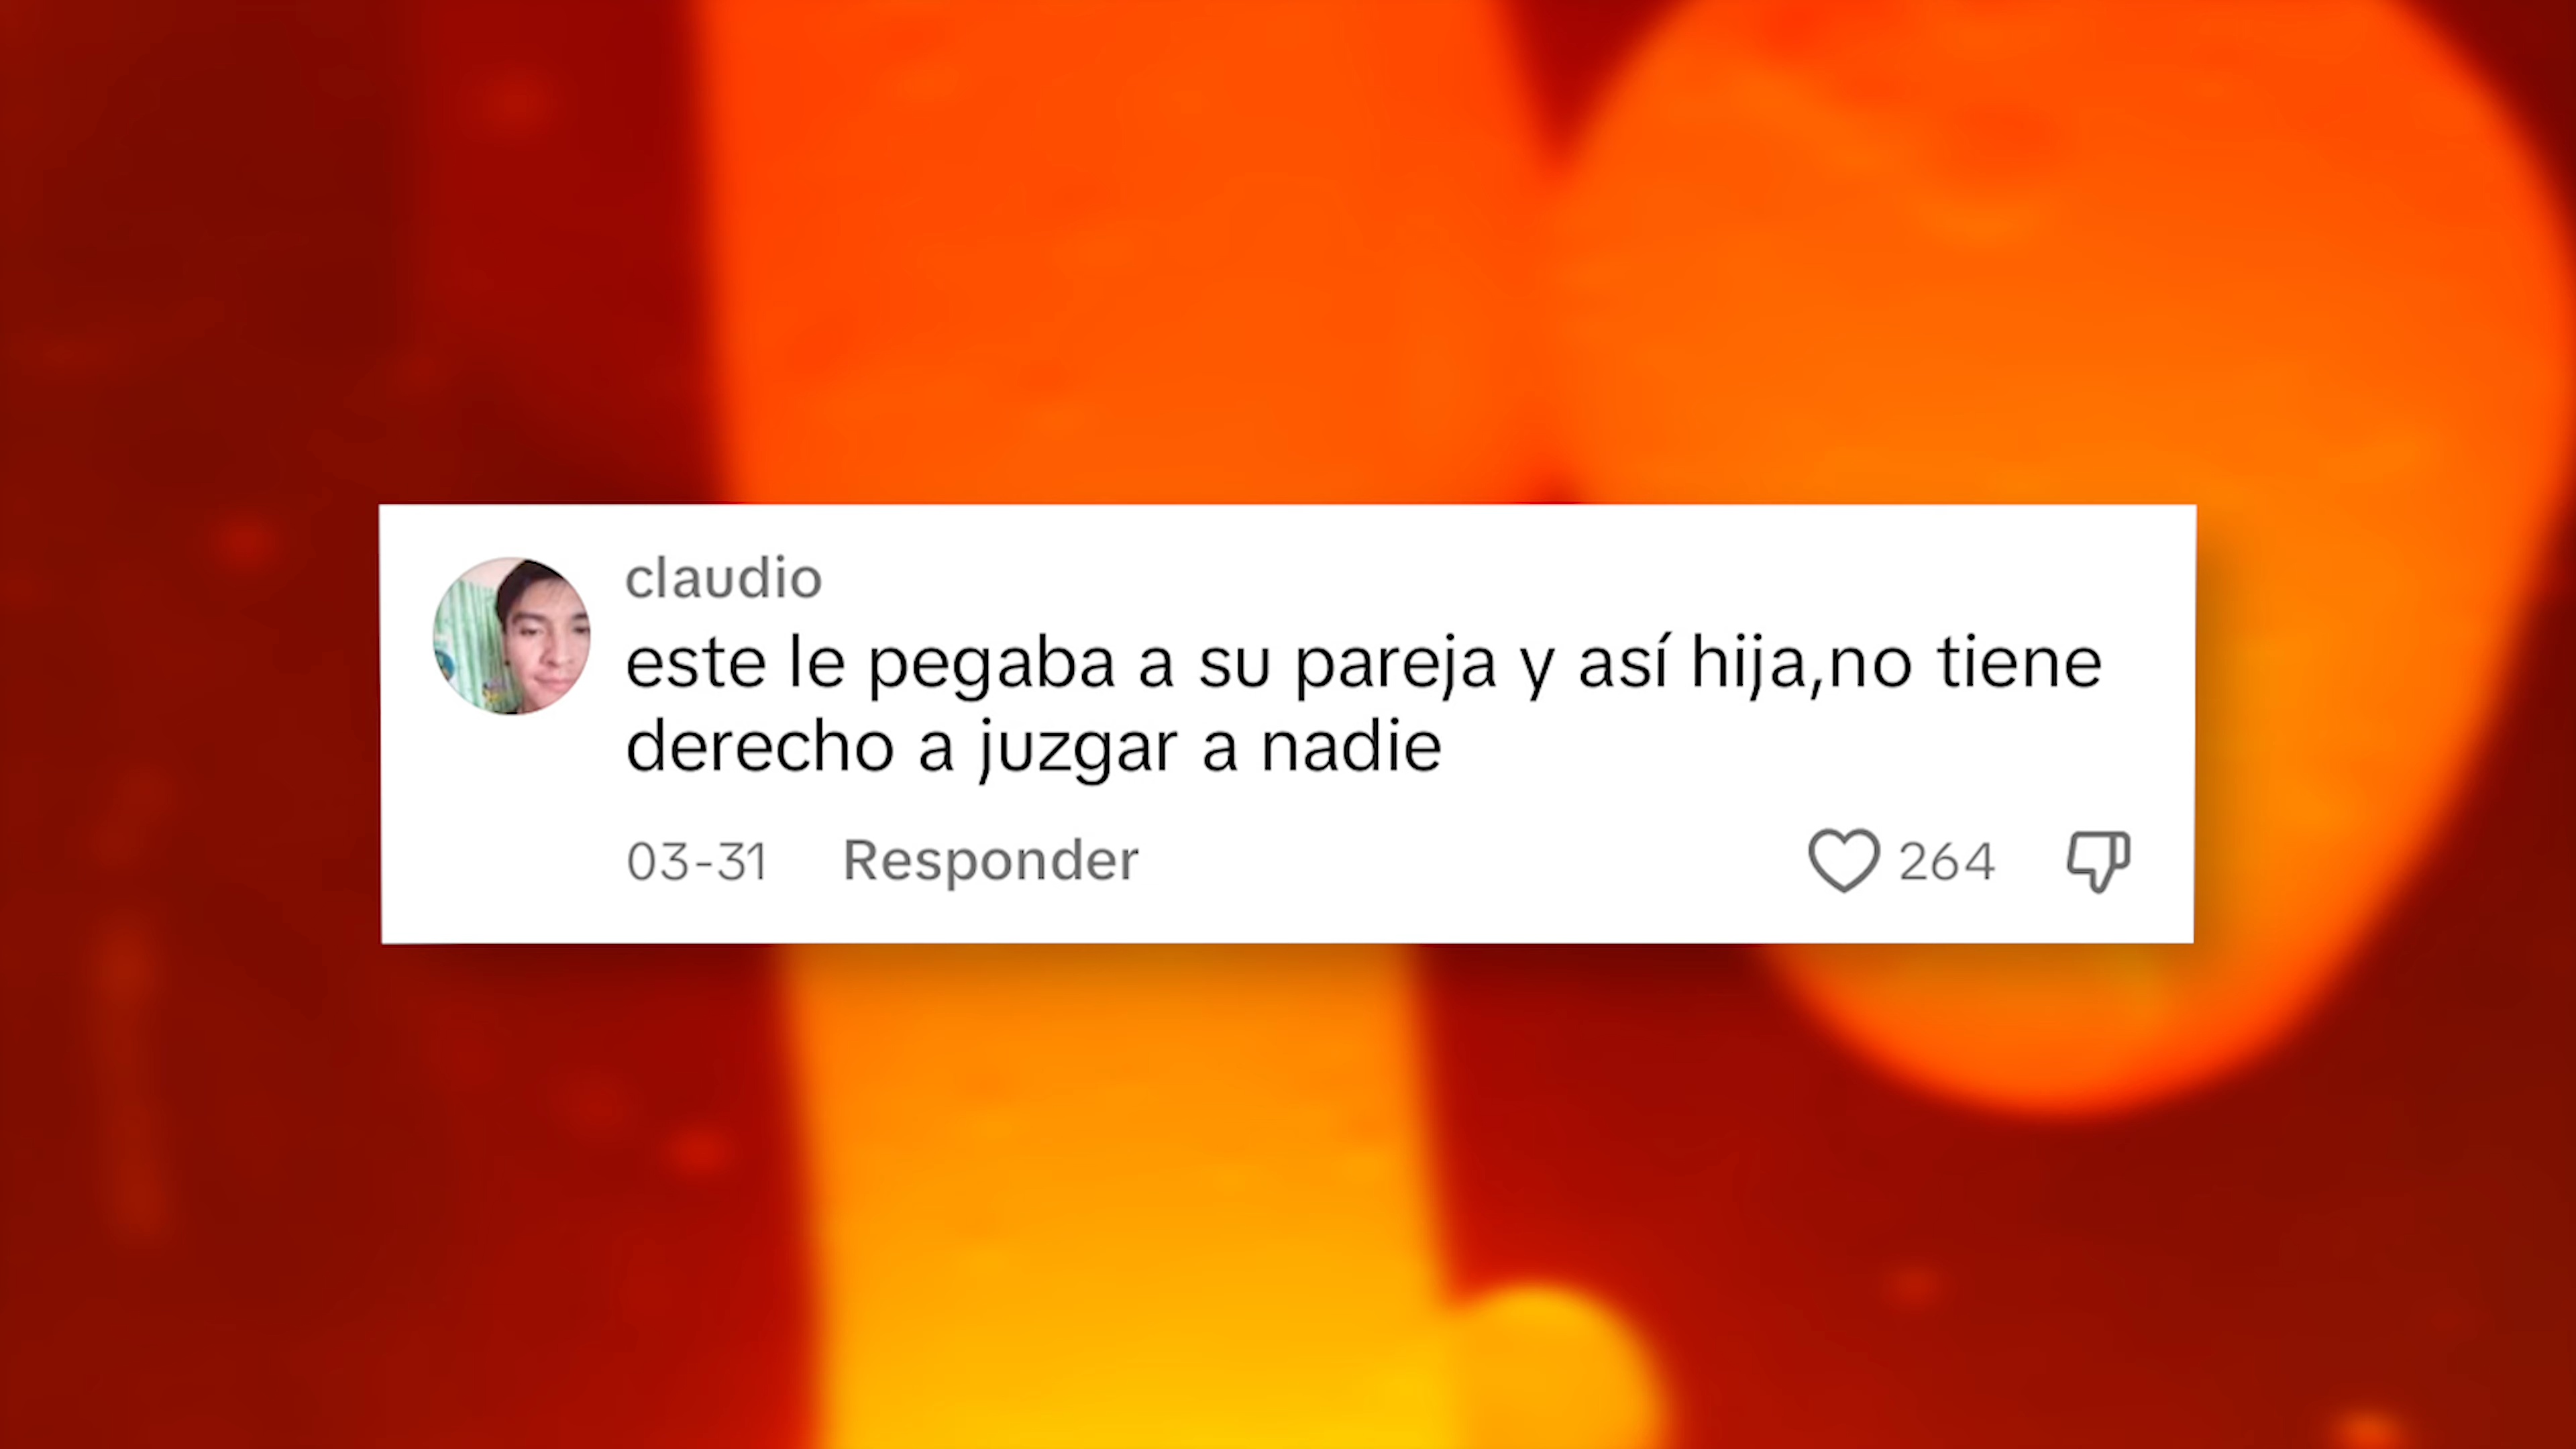 claudio
este le pegaba a su pareja y así hija,no tiene
derecho a juzgar a nadie
03-31 Responder 264